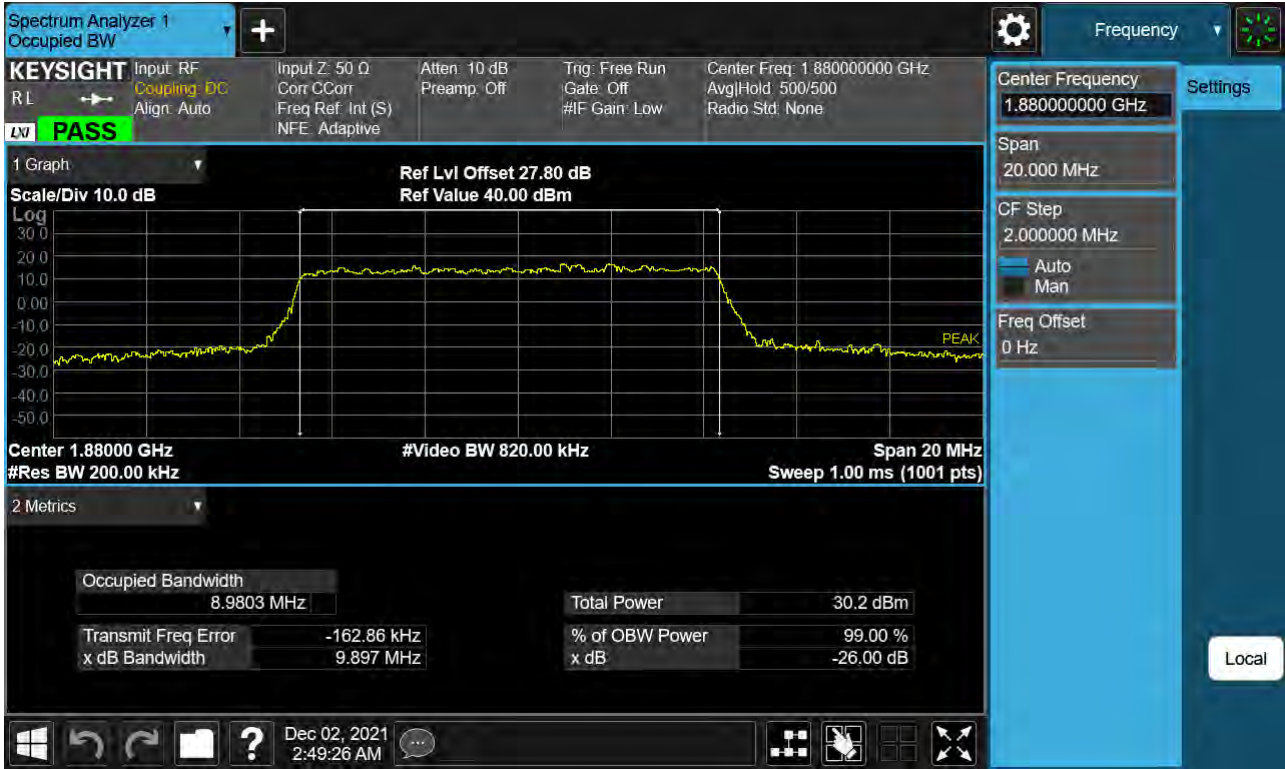 Spectrum Analyzer 1
Occupied BW
+
Frequency
KEYSIGHT
RL
LXI
PASS
Input: RF
Coupling: DC
Align: Auto
Input Z: 50 Ω
Corr CCorr
Freq Ref: Int (S)
NFE: Adaptive
Atten: 10 dB
Preamp: Off
Trig: Free Run
Gate: Off
#IF Gain: Low
Center Freq: 1.880000000 GHz
Avg|Hold: 500/500
Radio Std: None
1 Graph
Scale/Div 10.0 dB
Ref Lvl Offset 27.80 dB
Ref Value 40.00 dBm
Log
30.0
20.0
10.0
0.00
-10.0
-20.0
-30.0
-40.0
-50.0
PEAK
Center 1.88000 GHz
#Video BW 820.00 kHz
Span 20 MHz
#Res BW 200.00 kHz
Sweep 1.00 ms (1001 pts)
2 Metrics
Occupied Bandwidth
8.9803 MHz
Transmit Freq Error -162.86 kHz
x dB Bandwidth 9.897 MHz
Total Power 30.2 dBm
% of OBW Power 99.00 %
x dB -26.00 dB
?
Dec 02, 2021
2:49:26 AM
Center Frequency
1.880000000 GHz
Span
20.000 MHz
CF Step
2.000000 MHz
Auto
Man
Freq Offset
0 Hz
Settings
Local